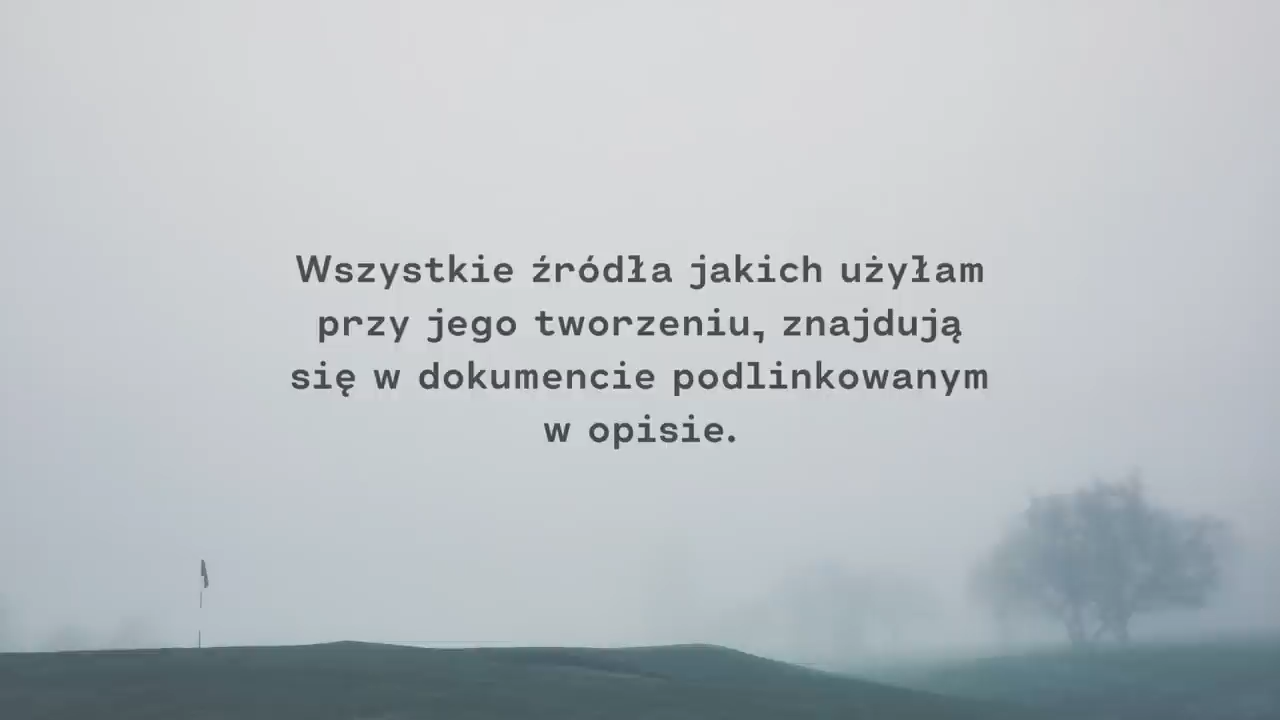 Wszystkie źródła jakich użyłam
przy jego tworzeniu, znajdują
się w dokumencie podlinkowanym
w opisie.